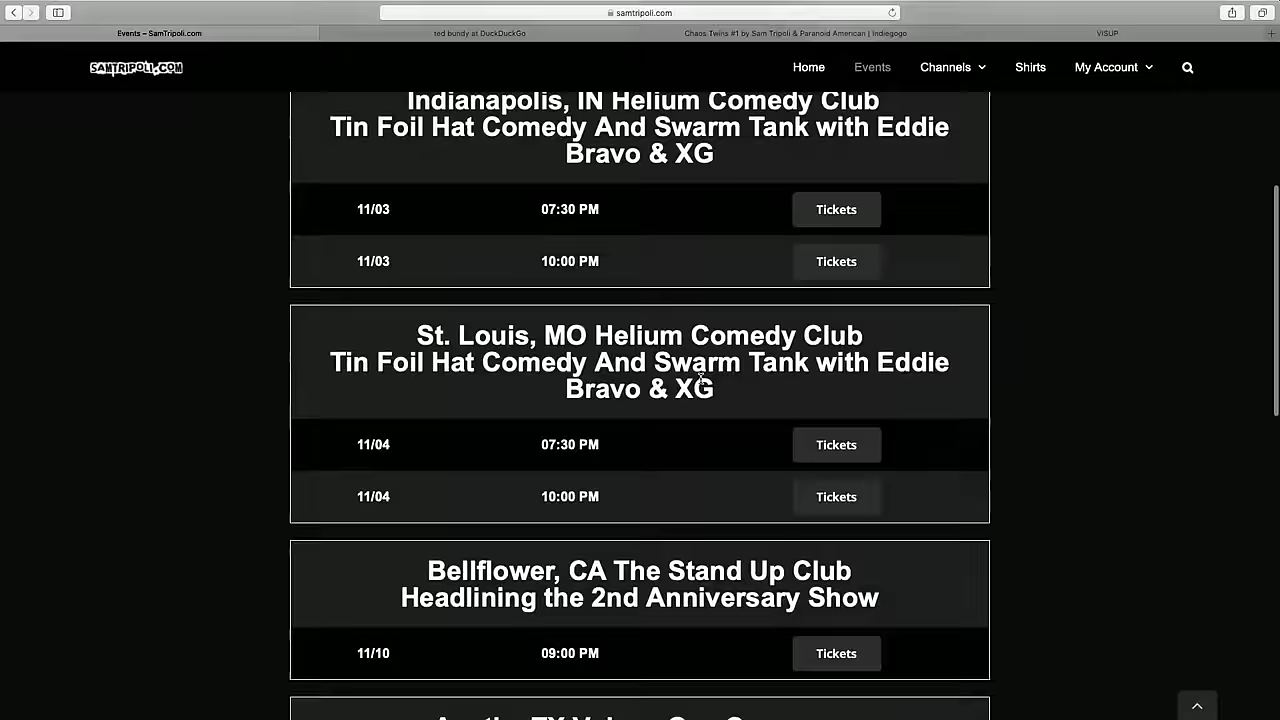 samtripoli.com
Events – SamTripoli.com
ted bundy at DuckDuckGo
Chaos Twins #1 by Sam Tripoli & Paranoid American | Indiegogo
VISUP
SAMTRIPOLI.COM
Home
Events
Channels
Shirts
My Account
Indianapolis, IN Helium Comedy Club
Tin Foil Hat Comedy And Swarm Tank with Eddie
Bravo & XG
11/03 07:30 PM Tickets
11/03 10:00 PM Tickets
St. Louis, MO Helium Comedy Club
Tin Foil Hat Comedy And Swarm Tank with Eddie
Bravo & XG
11/04 07:30 PM Tickets
11/04 10:00 PM Tickets
Bellflower, CA The Stand Up Club
Headlining the 2nd Anniversary Show
11/10 09:00 PM Tickets